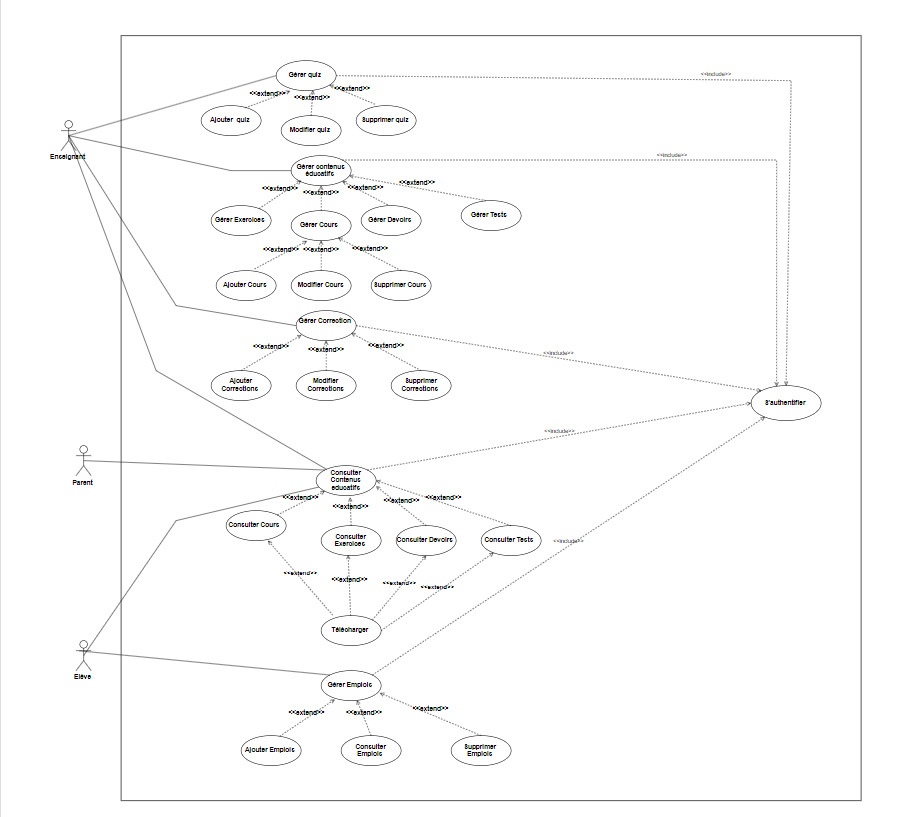 Gérer quiz
<<include>>
<<extend>>
<<extend>>
<<extend>>
Ajouter quiz
Modifier quiz
Supprimer quiz
Enseignant
<<include>>
Gérer contenus
éducatifs
<<extend>>
<<extend>>
<<extend>>
<<extend>>
Gérer Exercices
Gérer Cours
Gérer Devoirs
Gérer Tests
<<extend>>
<<extend>>
<<extend>>
Ajouter Cours
Modifier Cours
Supprimer Cours
Gérer Correction
<<extend>>
<<extend>>
<<extend>>
<<include>>
Ajouter
Corrections
Modifier
Corrections
Supprimer
Corrections
S'authentifier
<<include>>
Parent
Consulter
Contenus
educatifs
<<extend>>
<<extend>>
<<extend>>
<<extend>>
Consulter Cours
Consulter
Exercices
Consulter Devoirs
Consulter Tests
<<include>>
<<extend>>
<<extend>>
<<extend>>
<<extend>>
Télécharger
Elève
Gérer Emplois
<<extend>>
<<extend>>
<<extend>>
Ajouter Emplois
Consulter
Emplois
Supprimer
Emplois